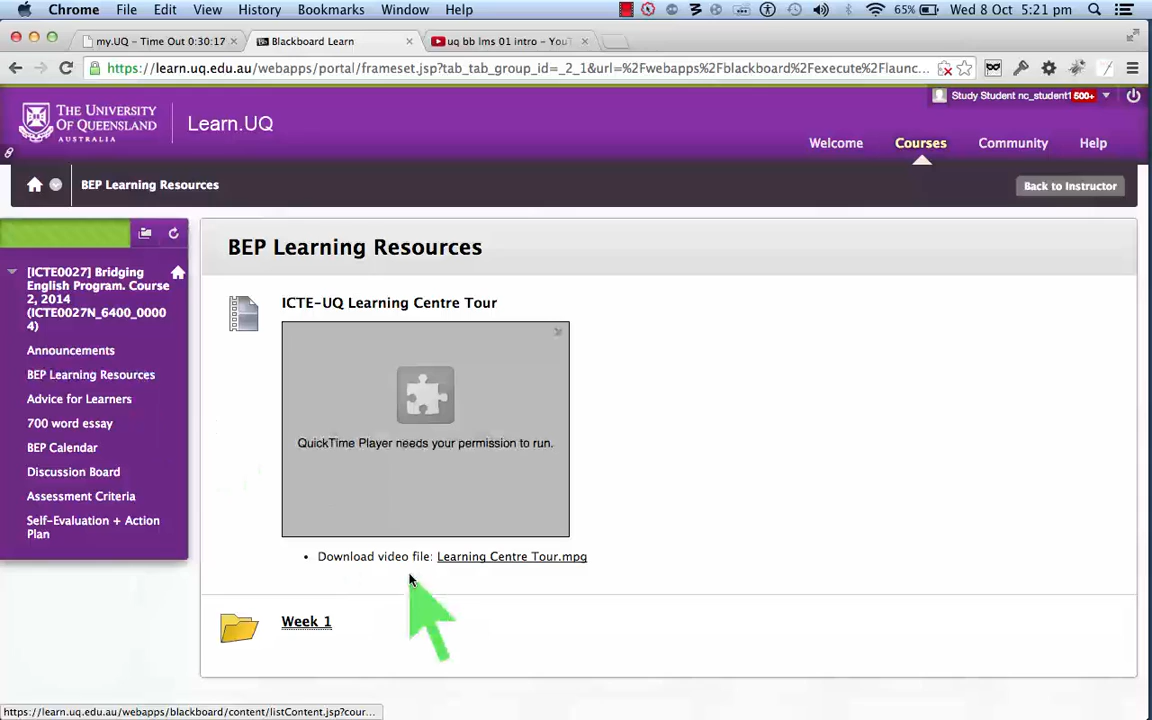 Chrome File Edit View History Bookmarks Window Help 65% Wed 8 Oct 5:21 pm
my.UQ - Time Out 0:30:17 × Blackboard Learn × uq bb lms 01 intro - YouT ×
https://learn.uq.edu.au/webapps/portal/frameset.jsp?tab_tab_group_id=_2_1&url=%2Fwebapps%2Fblackboard%2Fexecute%2Flaunc...
Study Student nc_student1 500+
THE UNIVERSITY
OF QUEENSLAND
AUSTRALIA
Learn.UQ
Welcome Courses Community Help
BEP Learning Resources
Back to Instructor
[ICTE0027] Bridging
English Program. Course
2, 2014
(ICTE0027N_6400_0000
4)
Announcements
BEP Learning Resources
Advice for Learners
700 word essay
BEP Calendar
Discussion Board
Assessment Criteria
Self-Evaluation + Action
Plan
BEP Learning Resources
ICTE-UQ Learning Centre Tour
QuickTime Player needs your permission to run.
• Download video file: Learning Centre Tour.mpg
Week 1
https://learn.uq.edu.au/webapps/blackboard/content/listContent.jsp?cour...